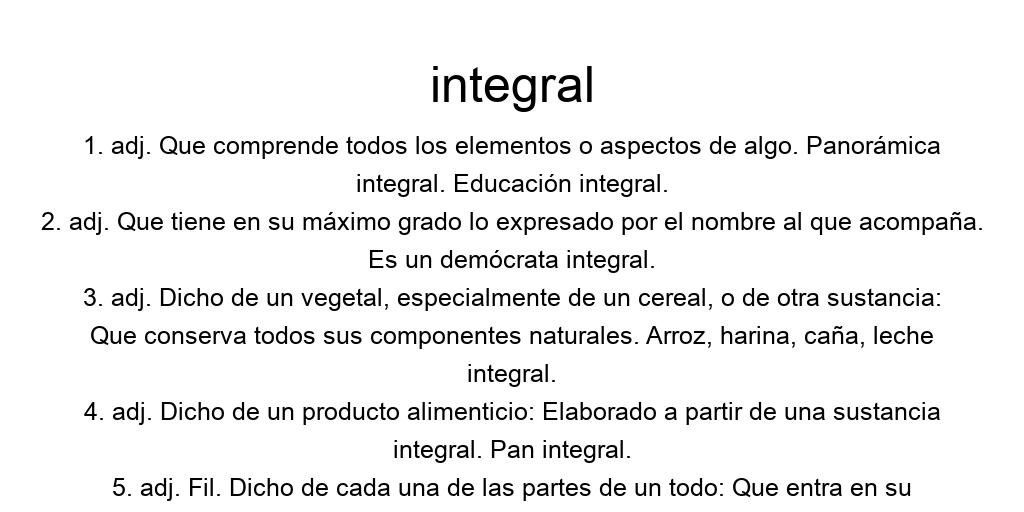 integral
1. adj. Que comprende todos los elementos o aspectos de algo. Panorámica
integral. Educación integral.
2. adj. Que tiene en su máximo grado lo expresado por el nombre al que acompaña.
Es un demócrata integral.
3. adj. Dicho de un vegetal, especialmente de un cereal, o de otra sustancia:
Que conserva todos sus componentes naturales. Arroz, harina, caña, leche
integral.
4. adj. Dicho de un producto alimenticio: Elaborado a partir de una sustancia
integral. Pan integral.
5. adj. Fil. Dicho de cada una de las partes de un todo: Que entra en su